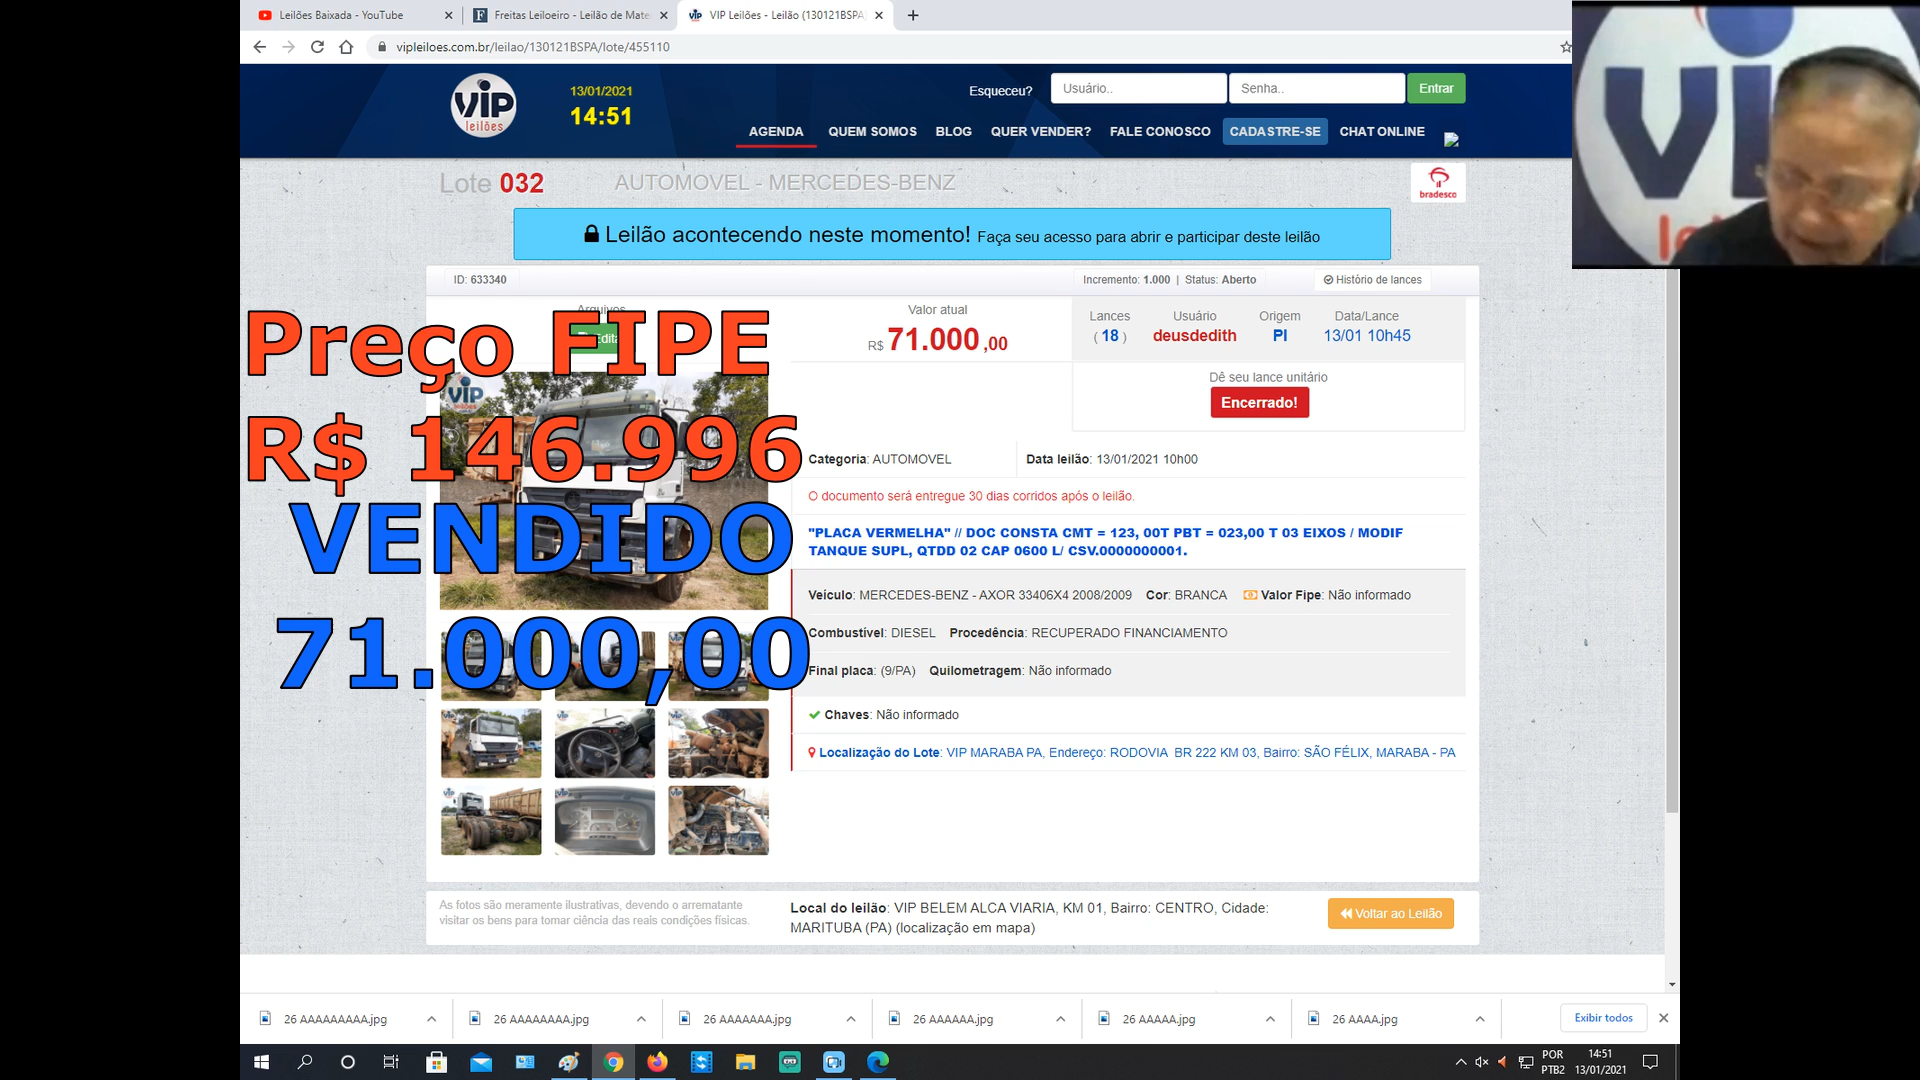 Leilões Baixada - YouTube
Freitas Leiloeiro - Leilão de Mate
VIP Leilões - Leilão (130121BSPA
vipleiloes.com.br/leilao/130121BSPA/lote/455110
VIP
leilões
13/01/2021
14:51
Esqueceu?
Usuário..
Senha..
Entrar
AGENDA
QUEM SOMOS
BLOG
QUER VENDER?
FALE CONOSCO
CADASTRE-SE
CHAT ONLINE
Lote 032
AUTOMOVEL - MERCEDES-BENZ
bradesco
Leilão acontecendo neste momento! Faça seu acesso para abrir e participar deste leilão
ID: 633340
Incremento: 1.000 | Status: Aberto
Histório de lances
Arquivos
Edita
Preço FIPE
R$ 146.996
VENDIDO
71.000,00
Valor atual
R$ 71.000,00
Lances
Usuário
Origem
Data/Lance
( 18 )
deusdedith
PI
13/01 10h45
Dê seu lance unitário
Encerrado!
Categoria: AUTOMOVEL
Data leilão: 13/01/2021 10h00
O documento será entregue 30 dias corridos após o leilão.
"PLACA VERMELHA" // DOC CONSTA CMT = 123, 00T PBT = 023,00 T 03 EIXOS / MODIF
TANQUE SUPL, QTDD 02 CAP 0600 L/ CSV.0000000001.
Veículo: MERCEDES-BENZ - AXOR 33406X4 2008/2009 Cor: BRANCA Valor Fipe: Não informado
Combustível: DIESEL Procedência: RECUPERADO FINANCIAMENTO
Final placa: (9/PA) Quilometragem: Não informado
Chaves: Não informado
Localização do Lote: VIP MARABA PA, Endereço: RODOVIA BR 222 KM 03, Bairro: SÃO FÉLIX, MARABA - PA
As fotos são meramente ilustrativas, devendo o arrematante
visitar os bens para tomar ciência das reais condições físicas.
Local do leilão: VIP BELEM ALCA VIARIA, KM 01, Bairro: CENTRO, Cidade:
MARITUBA (PA) (localização em mapa)
Voltar ao Leilão
26 AAAAAAAAA.jpg
26 AAAAAAAA.jpg
26 AAAAAAA.jpg
26 AAAAAA.jpg
26 AAAAA.jpg
26 AAAA.jpg
Exibir todos
POR
PTB2
14:51
13/01/2021